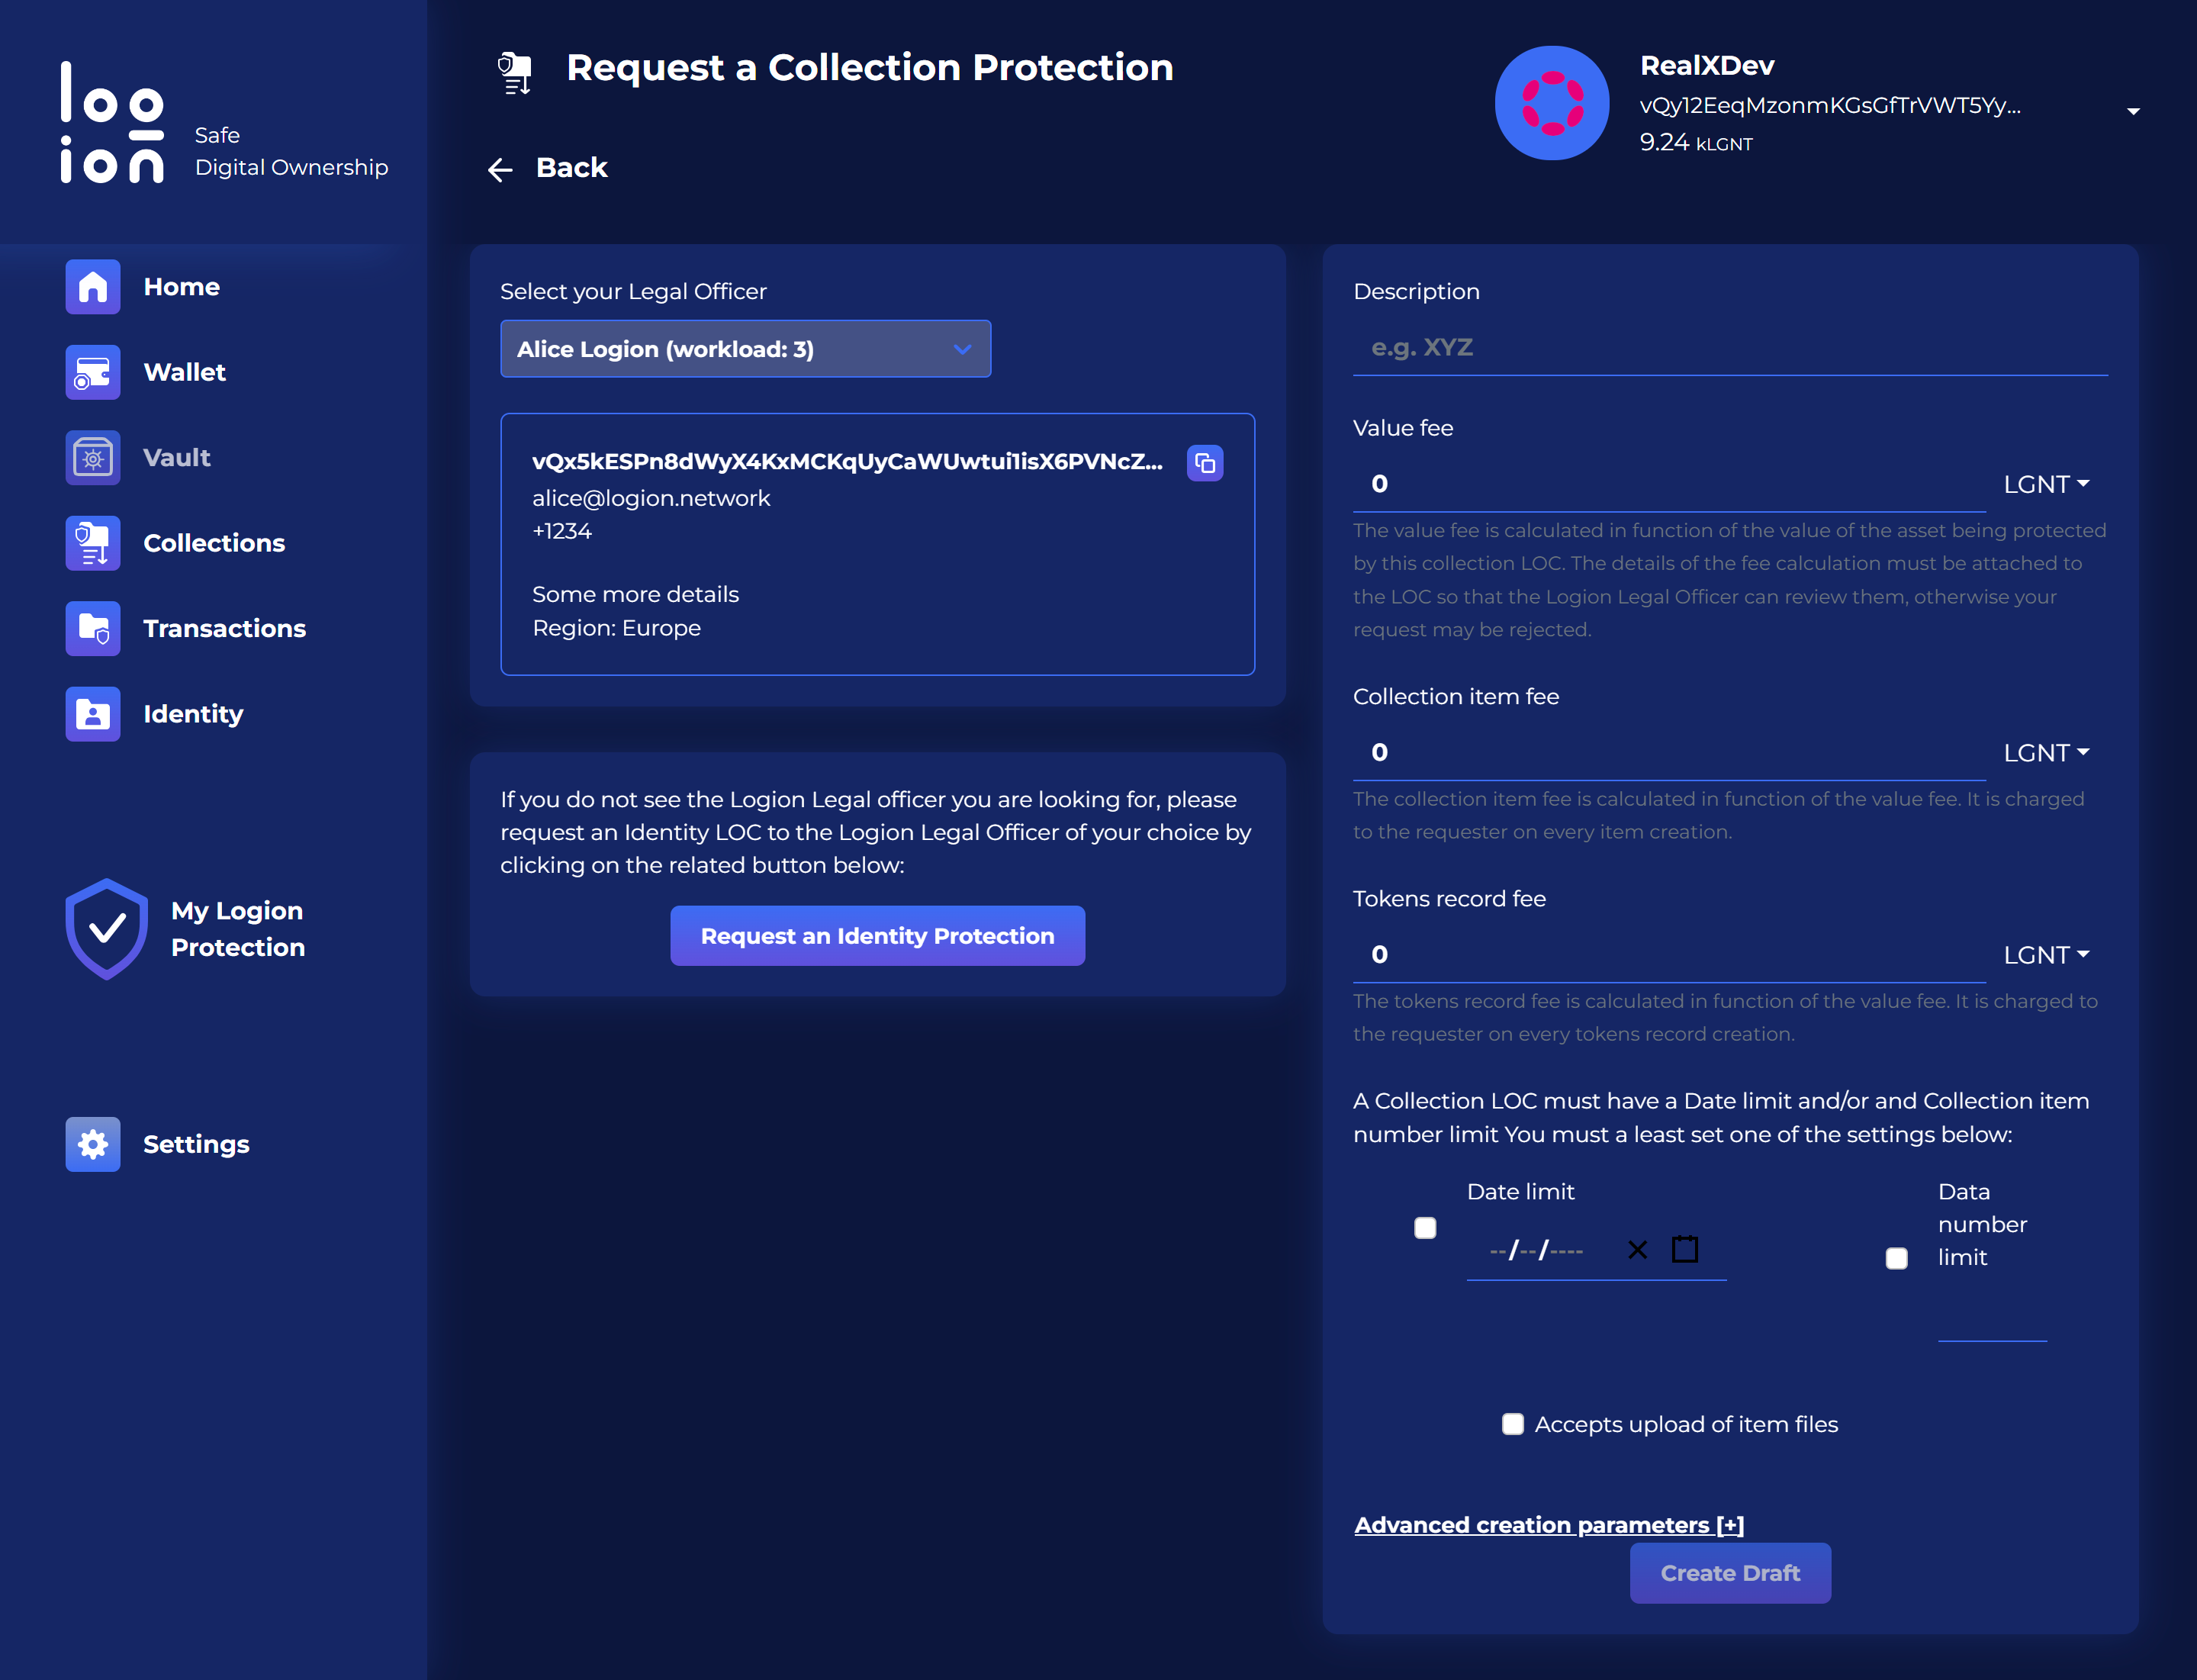 logion
Safe
Digital Ownership
Home
Wallet
Vault
Collections
Transactions
Identity
My Logion
Protection
Settings
Request a Collection Protection
Back
RealXDev
vQy12EeqMzonmKGsGfTrVWT5Yy...
9.24 kLGNT
Select your Legal Officer
Alice Logion (workload: 3)
vQx5kESPn8dWyX4KxMCKqUyCaWUwtui1isX6PVNcZ...
alice@logion.network
+1234
Some more details
Region: Europe
If you do not see the Logion Legal officer you are looking for, please
request an Identity LOC to the Logion Legal Officer of your choice by
clicking on the related button below:
Request an Identity Protection
Description
e.g. XYZ
Value fee
0 LGNT
The value fee is calculated in function of the value of the asset being protected
by this collection LOC. The details of the fee calculation must be attached to
the LOC so that the Logion Legal Officer can review them, otherwise your
request may be rejected.
Collection item fee
0 LGNT
The collection item fee is calculated in function of the value fee. It is charged
to the requester on every item creation.
Tokens record fee
0 LGNT
The tokens record fee is calculated in function of the value fee. It is charged to
the requester on every tokens record creation.
A Collection LOC must have a Date limit and/or and Collection item
number limit You must a least set one of the settings below:
Date limit
--/--/----
Data
number
limit
Accepts upload of item files
Advanced creation parameters [+]
Create Draft